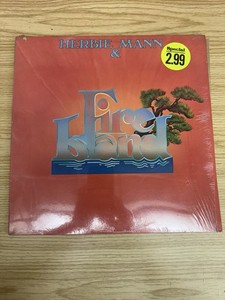 HERBIE MANN
&
Fire
Island
Special
2.99